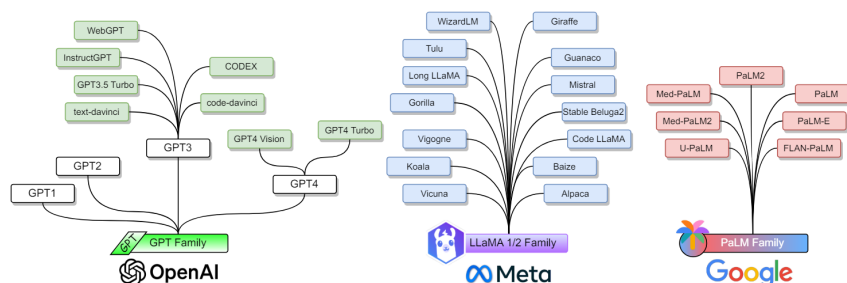 WebGPT
InstructGPT
CODEX
GPT3.5 Turbo
text-davinci
code-davinci
GPT3
GPT4 Vision
GPT4 Turbo
GPT2
GPT1
GPT4
GPT
GPT Family
OpenAI
WizardLM
Giraffe
Tulu
Guanaco
Long LLaMA
Mistral
Gorilla
Stable Beluga2
Vigogne
Code LLaMA
Koala
Baize
Vicuna
Alpaca
LLaMA 1/2 Family
Meta
PaLM2
Med-PaLM
PaLM
Med-PaLM2
PaLM-E
U-PaLM
FLAN-PaLM
PaLM Family
Google